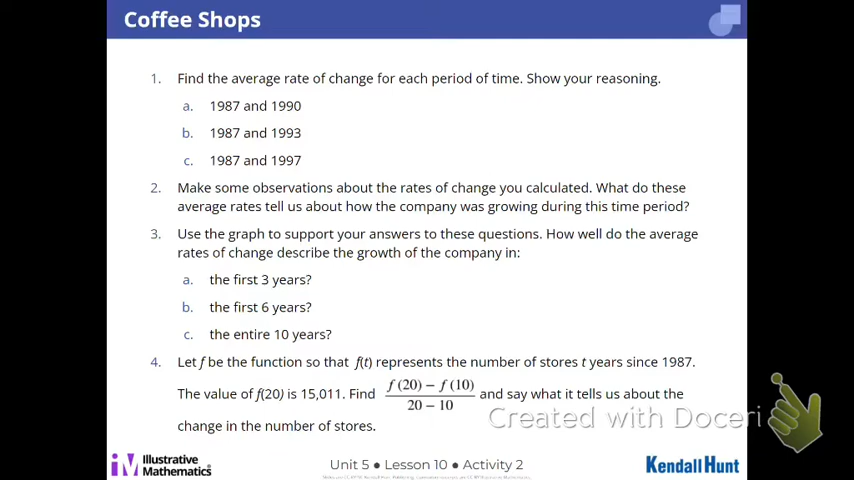 Coffee Shops
1. Find the average rate of change for each period of time. Show your reasoning.
a. 1987 and 1990
b. 1987 and 1993
c. 1987 and 1997
2. Make some observations about the rates of change you calculated. What do these
average rates tell us about how the company was growing during this time period?
3. Use the graph to support your answers to these questions. How well do the average
rates of change describe the growth of the company in:
a. the first 3 years?
b. the first 6 years?
c. the entire 10 years?
4. Let f be the function so that f(t) represents the number of stores t years since 1987.
The value of f(20) is 15,011. Find f (20) − f (10) / 20 − 10 and say what it tells us about the
Created with Doceri
change in the number of stores.
Illustrative
Mathematics
Unit 5 ● Lesson 10 ● Activity 2
Kendall Hunt